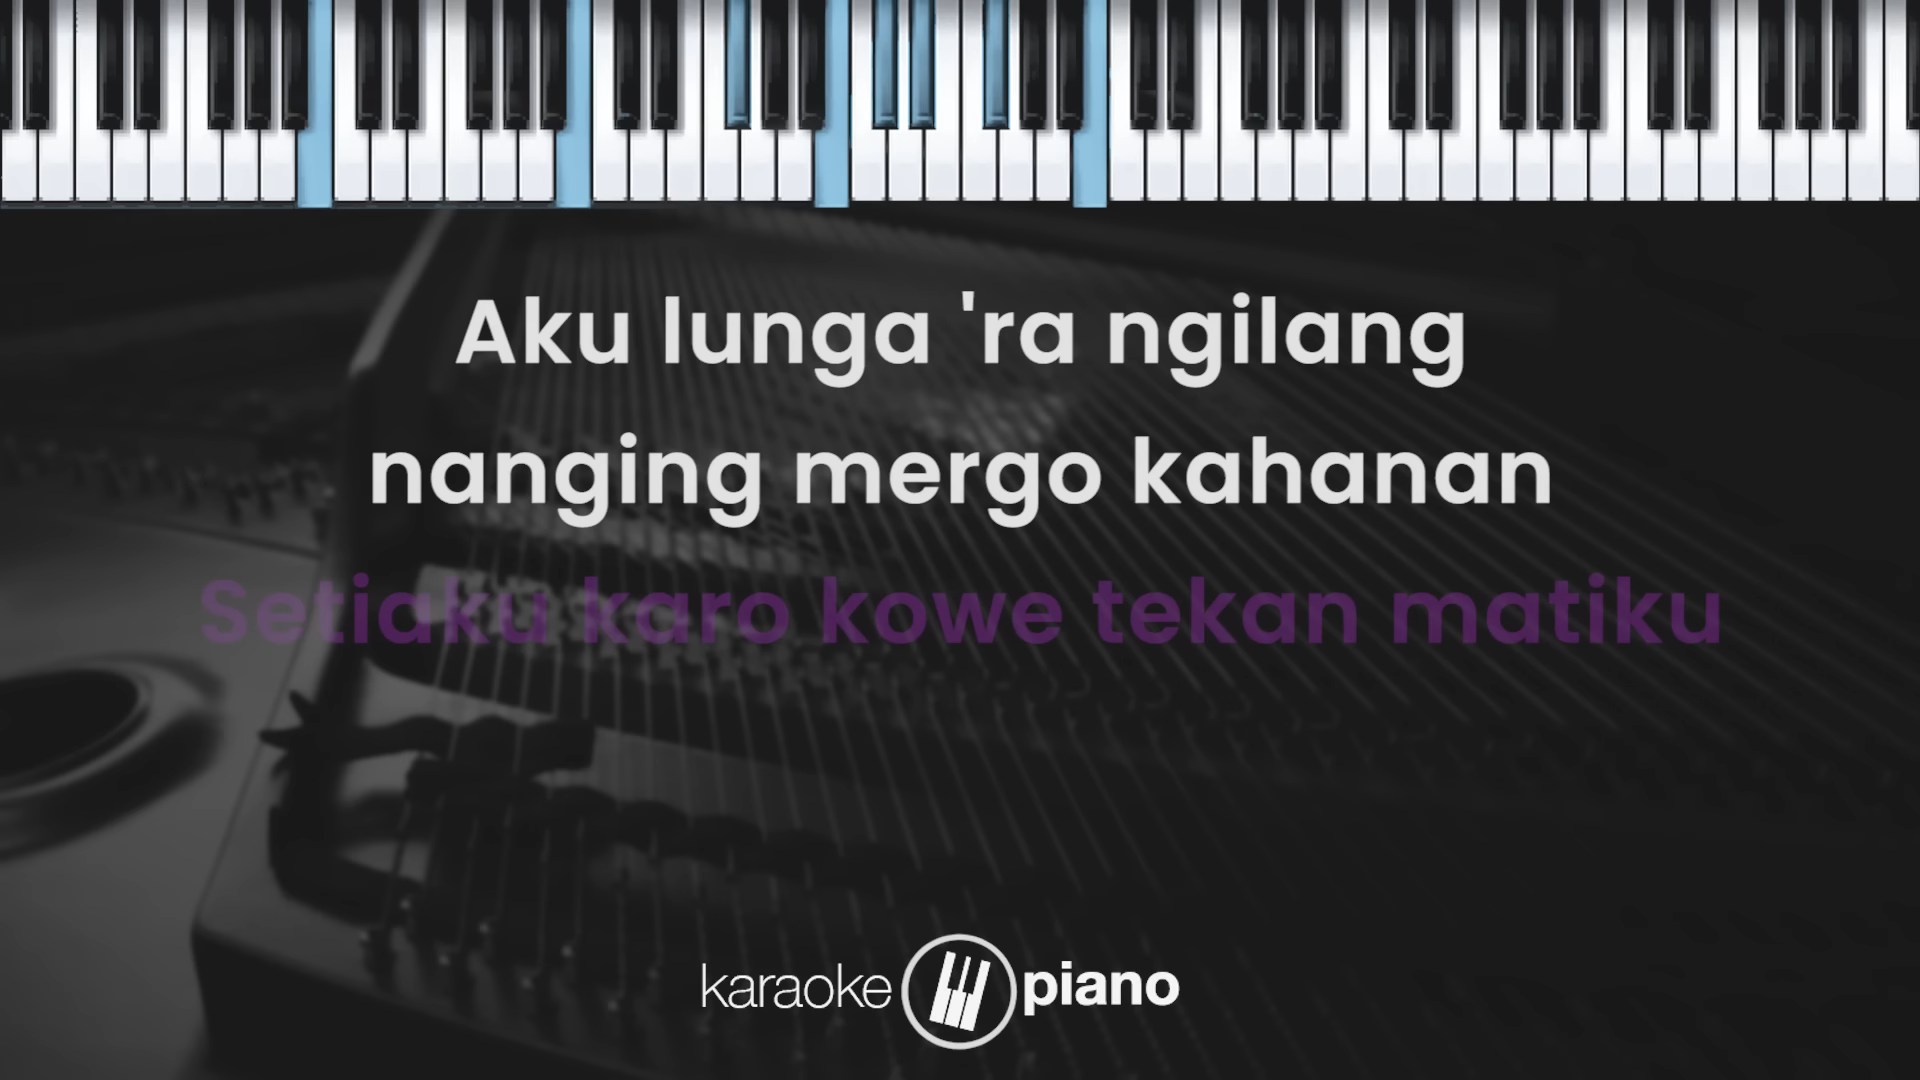 Aku lunga 'ra ngilang
nanging mergo kahanan
Setiaku karo kowe tekan matiku
karaoke piano